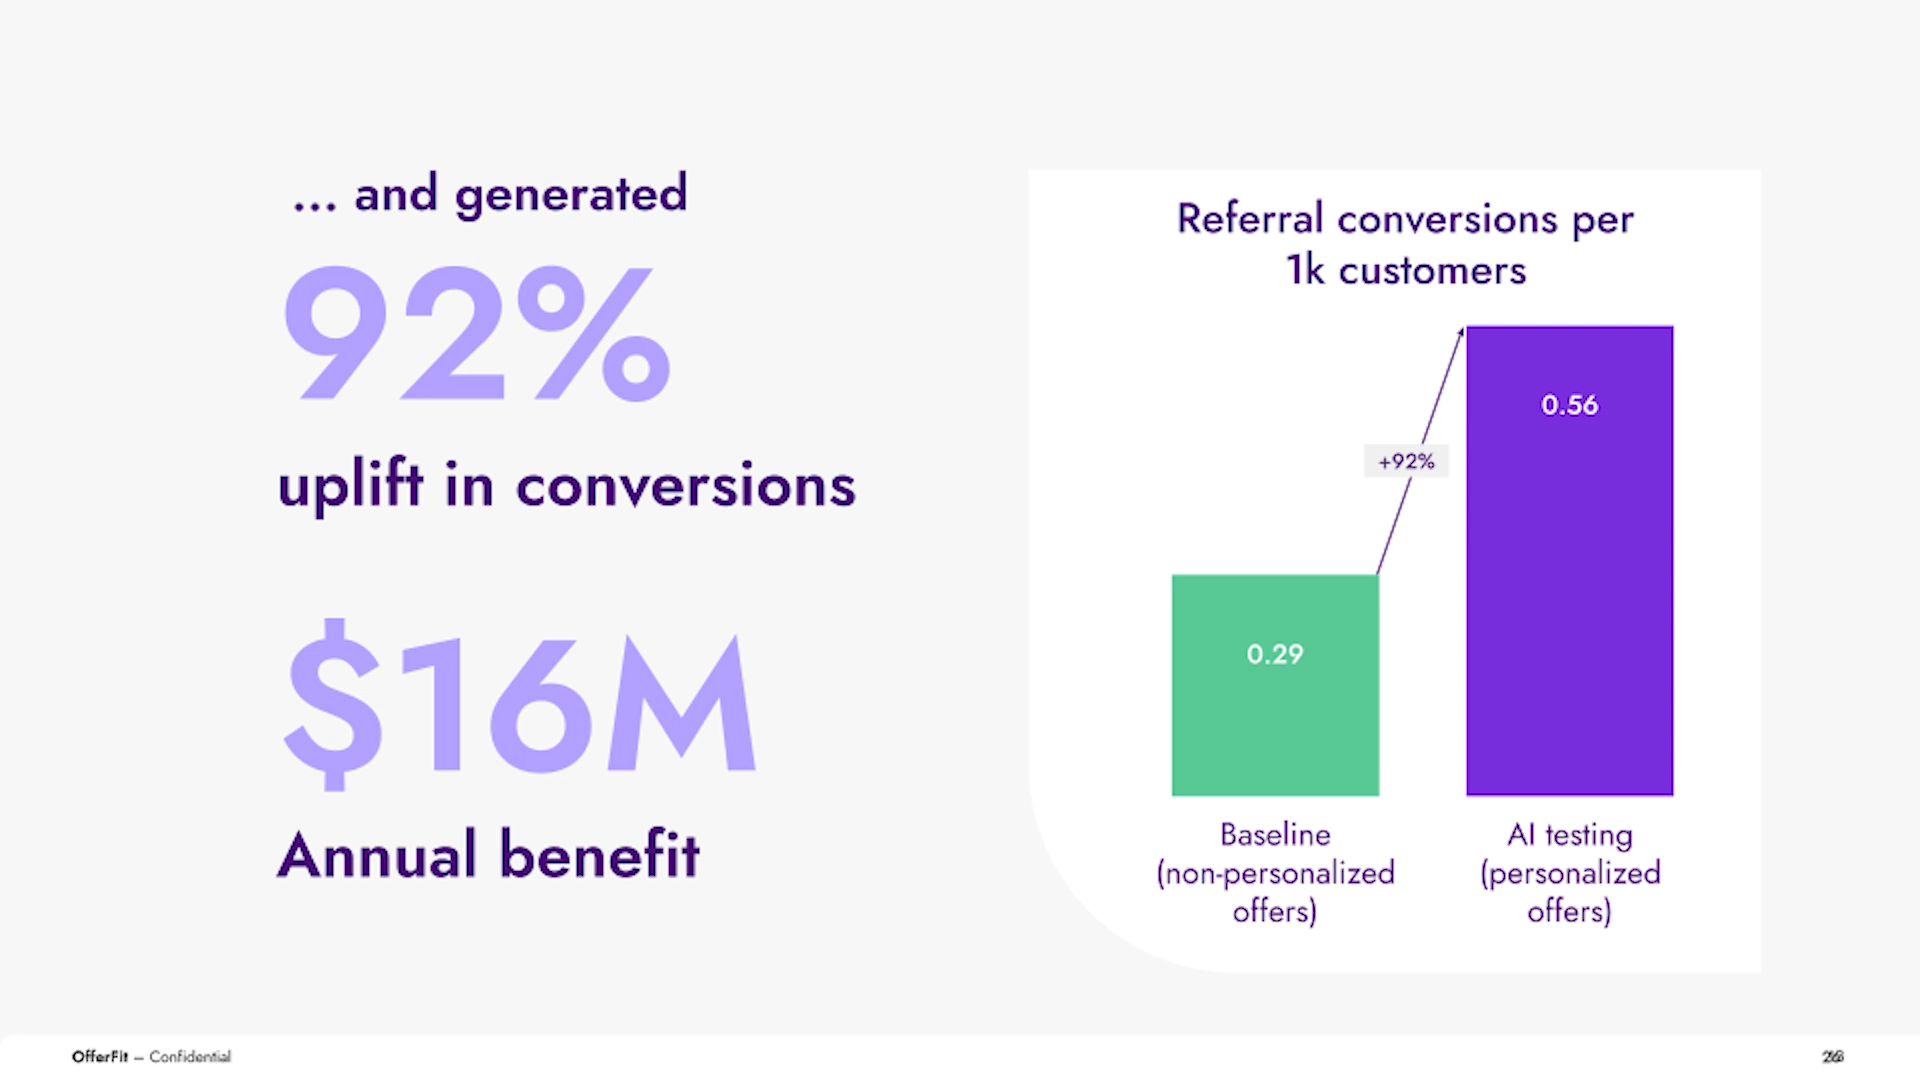 ... and generated
92%
uplift in conversions
$16M
Annual benefit
Referral conversions per
1k customers
0.56
+92%
0.29
Baseline
(non-personalized
offers)
AI testing
(personalized
offers)
OfferFit – Confidential